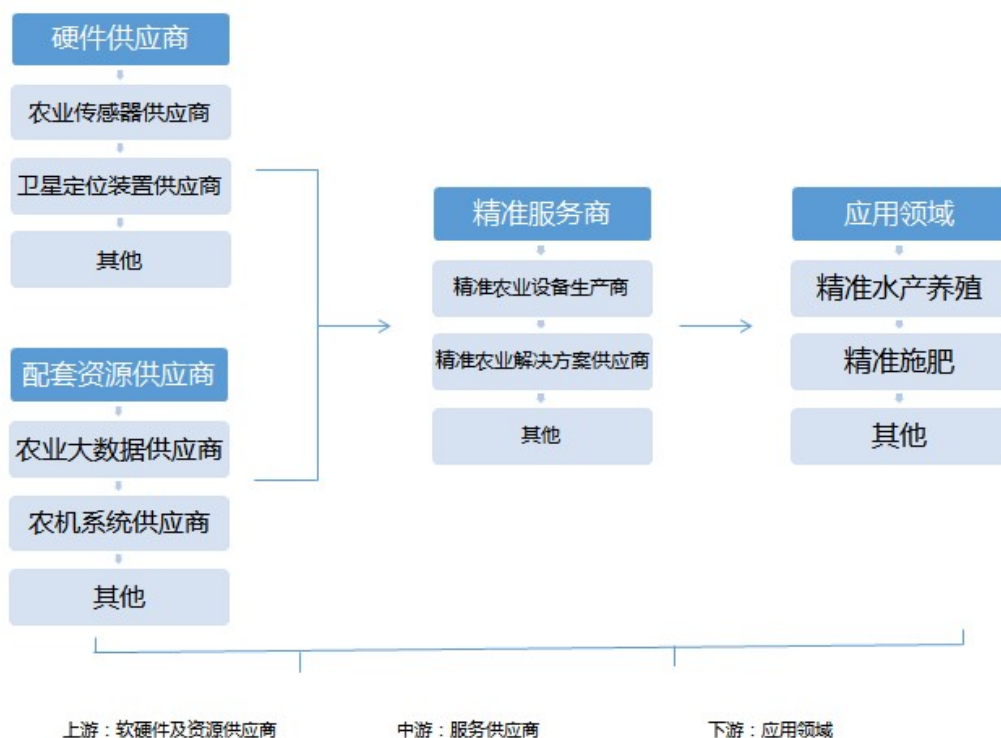 硬件供应商
农业传感器供应商
卫星定位装置供应商
其他
配套资源供应商
农业大数据供应商
农机系统供应商
其他
精准服务商
精准农业设备生产商
精准农业解决方案供应商
其他
应用领域
精准水产养殖
精准施肥
其他
上游：软硬件及资源供应商
中游：服务供应商
下游：应用领域